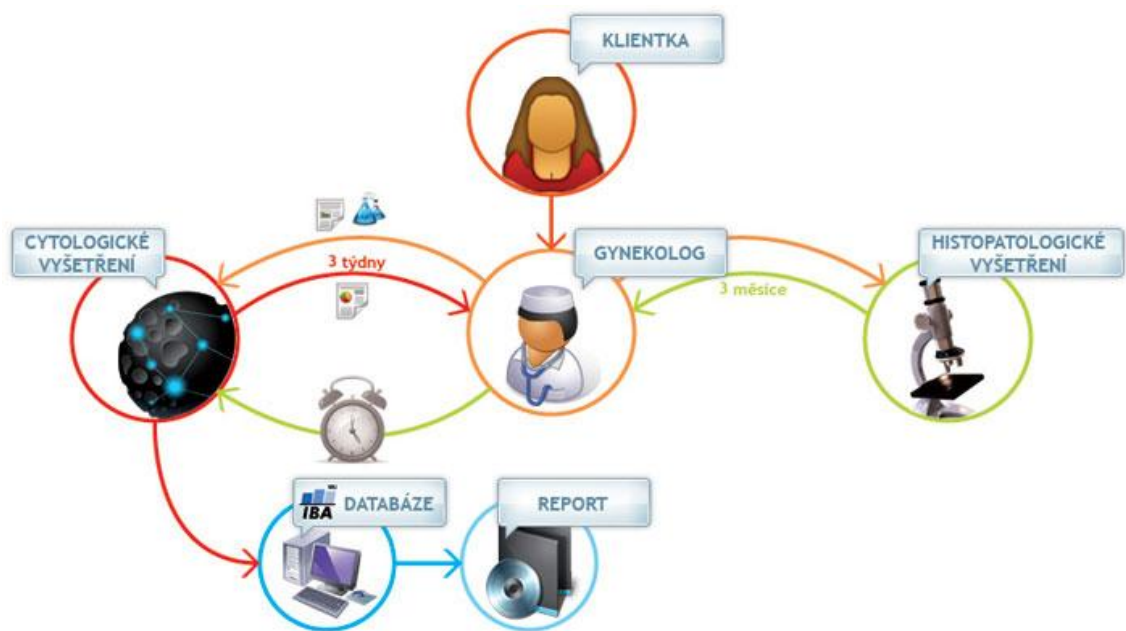 KLIENTKA
CYTOLOGICKÉ
VYŠETŘENÍ
3 týdny
GYNEKOLOG
3 měsíce
HISTOPATOLOGICKÉ
VYŠETŘENÍ
IBA DATABÁZE
REPORT